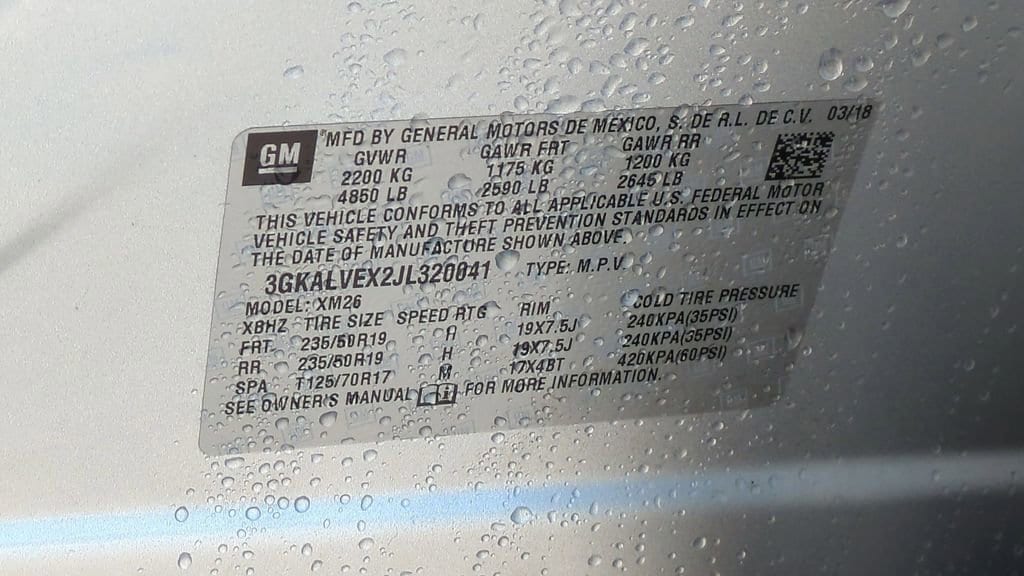 GM
®MFD BY GENERAL MOTORS DE MEXICO, S. DE R.L. DE C.V. 03/18
GVWR GAWR FRT GAWR RR
2200 KG 1175 KG 1200 KG
4850 LB 2590 LB 2645 LB
THIS VEHICLE CONFORMS TO ALL APPLICABLE U.S. FEDERAL MOTOR
VEHICLE SAFETY AND THEFT PREVENTION STANDARDS IN EFFECT ON
THE DATE OF MANUFACTURE SHOWN ABOVE.
3GKALVEX2JL320041 TYPE: M.P.V.
MODEL: XM26
XBHZ TIRE SIZE SPEED RTG RIM COLD TIRE PRESSURE
FRT 235/50R19 H 19X7.5J 240KPA(35PSI)
RR 235/50R19 H 19X7.5J 240KPA(35PSI)
SPA T125/70R17 M 17X4BT 420KPA(60PSI)
SEE OWNER'S MANUAL FOR MORE INFORMATION.